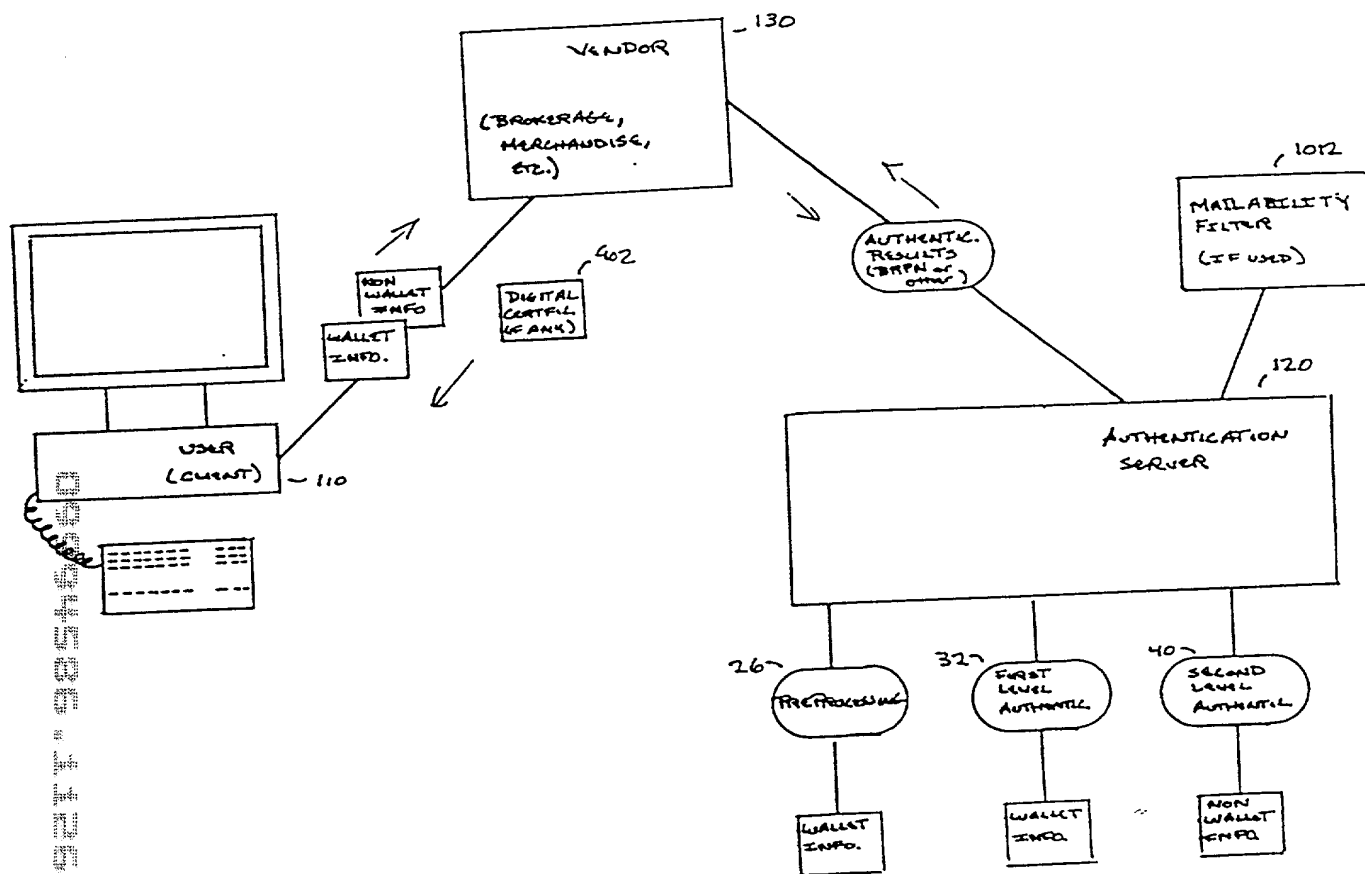 130
VENDOR
(BROKERAGE,
MERCHANDISE,
ETC.)
1012
MAILABILITY
FILTER
(IF USED)
AUTHENTIC.
RESULTS
(BRPN or
other)
902
DIGITAL
CERTFIC
(IF ANY)
NON
WALLET
INFO
WALLET
INFO.
120
AUTHENTICATION
SERVER
USER
(CLIENT)
110
26
PREPROCESSING
32
FIRST
LEVEL
AUTHENTIC
40
SECOND
LEVEL
AUTHENTIC
WALLET
INFO.
WALLET
INFO.
NON
WALLET
INFO.